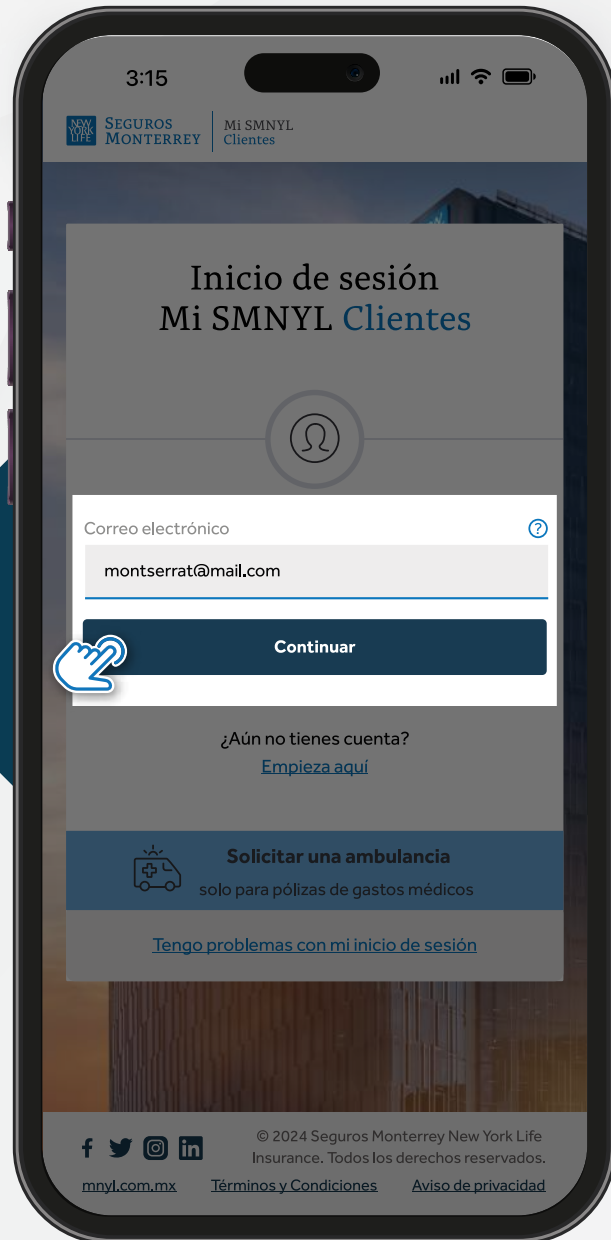 3:15
NEW
YORK
LIFE
SEGUROS
MONTERREY
Mi SMNYL
Clientes
Inicio de sesión
Mi SMNYL Clientes
Correo electrónico
?
montserrat@mail.com
Continuar
¿Aún no tienes cuenta?
Empieza aquí
Solicitar una ambulancia
solo para pólizas de gastos médicos
Tengo problemas con mi inicio de sesión
© 2024 Seguros Monterrey New York Life
Insurance. Todos los derechos reservados.
mnyl.com.mx Términos y Condiciones Aviso de privacidad